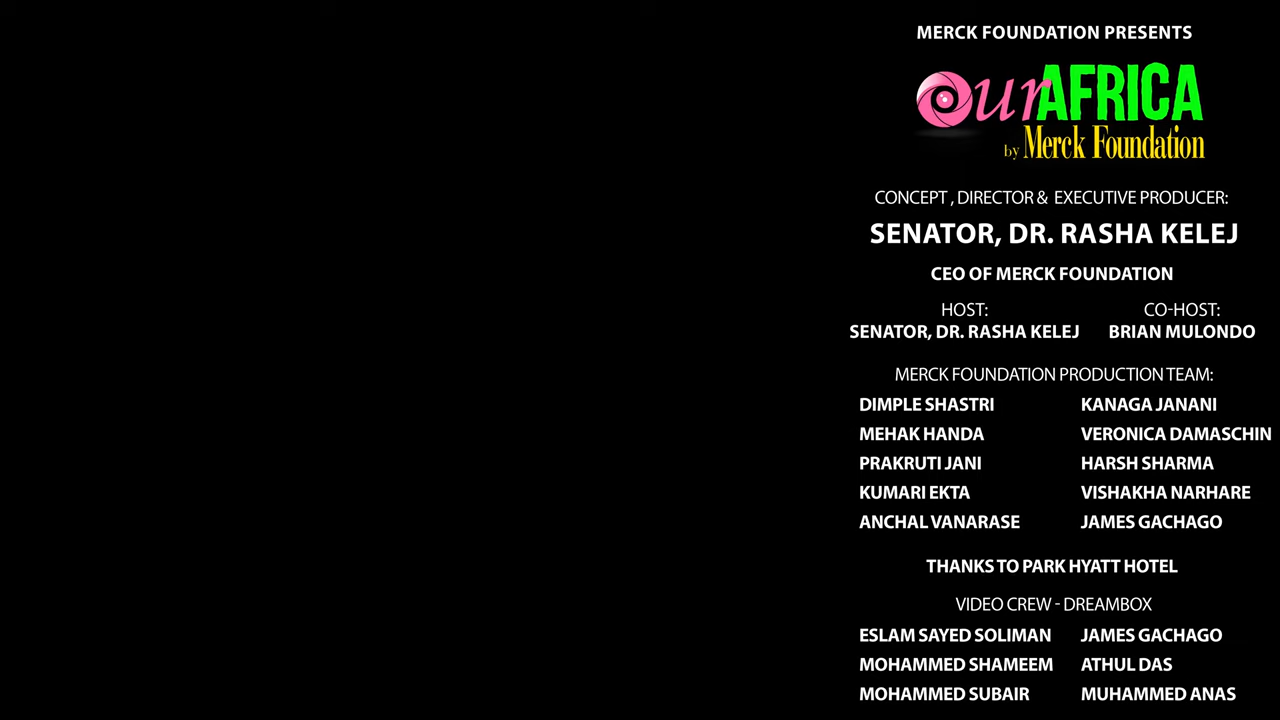 MERCK FOUNDATION PRESENTS
Our AFRICA
by Merck Foundation
CONCEPT , DIRECTOR & EXECUTIVE PRODUCER:
SENATOR, DR. RASHA KELEJ
CEO OF MERCK FOUNDATION
HOST: CO-HOST:
SENATOR, DR. RASHA KELEJ BRIAN MULONDO
MERCK FOUNDATION PRODUCTION TEAM:
DIMPLE SHASTRI KANAGA JANANI
MEHAK HANDA VERONICA DAMASCHIN
PRAKRUTI JANI HARSH SHARMA
KUMARI EKTA VISHAKHA NARHARE
ANCHAL VANARASE JAMES GACHAGO
THANKS TO PARK HYATT HOTEL
VIDEO CREW - DREAMBOX
ESLAM SAYED SOLIMAN JAMES GACHAGO
MOHAMMED SHAMEEM ATHUL DAS
MOHAMMED SUBAIR MUHAMMED ANAS